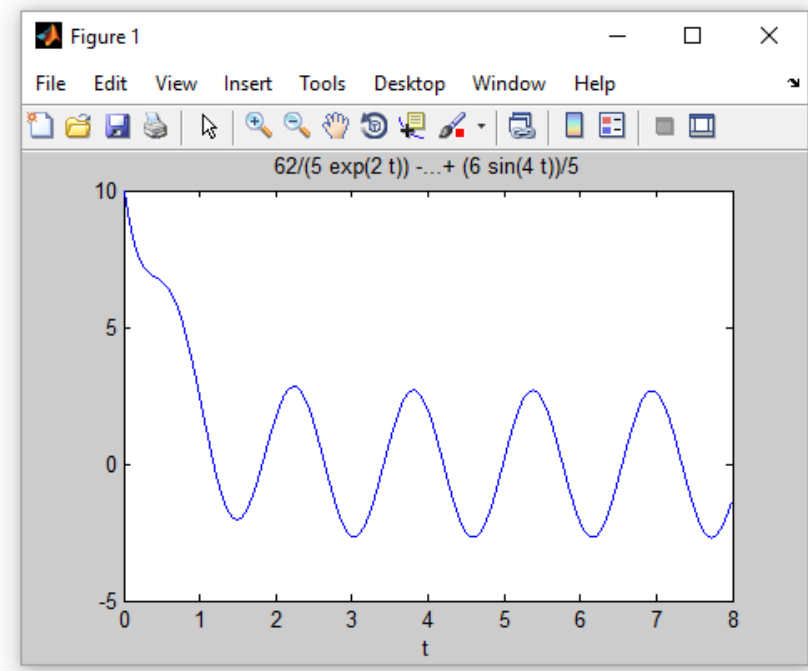 Figure 1
File Edit View Insert Tools Desktop Window Help
62/(5 exp(2 t)) -...+ (6 sin(4 t))/5
10
5
0
-5
0 1 2 3 4 5 6 7 8
t